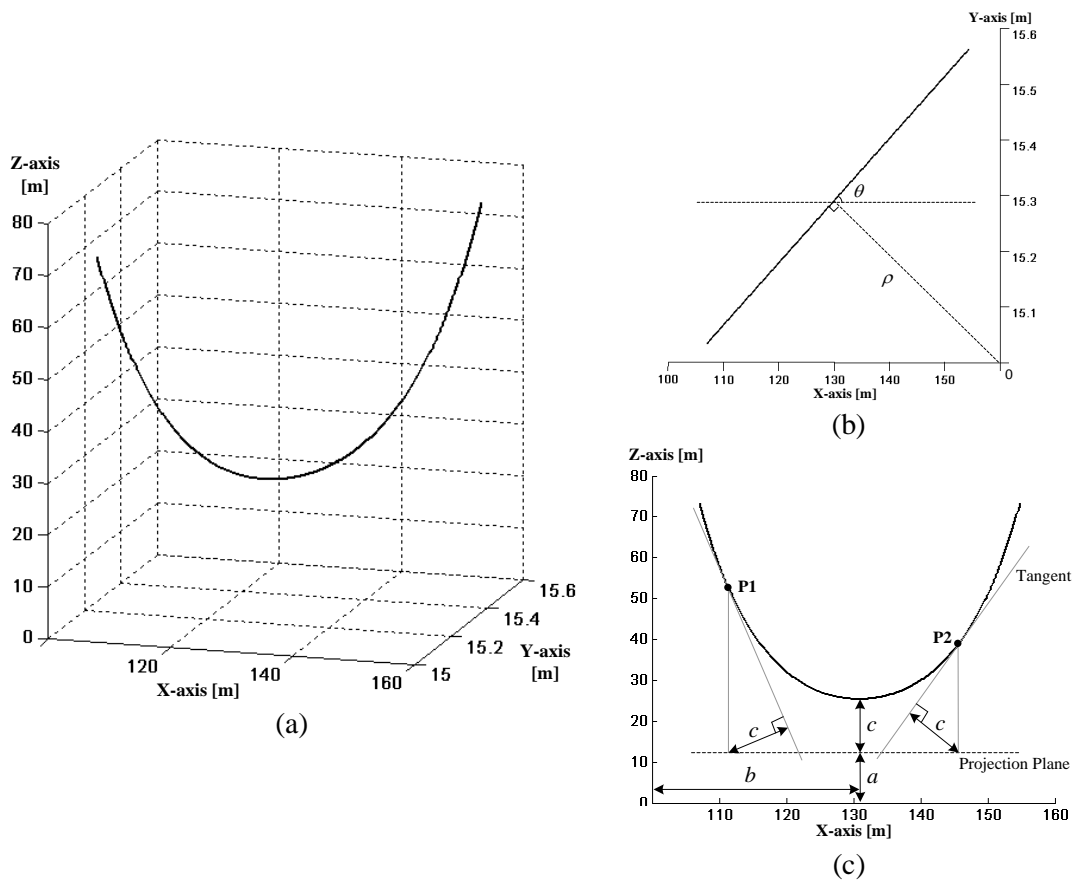 Z-axis
[m]
80
70
60
50
40
30
20
10
0
120
140
160
X-axis [m]
15
15.2
15.4
15.6
Y-axis
[m]
(a)
Y-axis [m]
15.6
15.5
15.4
15.3
15.2
15.1
0
θ
ρ
100 110 120 130 140 150
X-axis [m]
(b)
Z-axis [m]
80
70
60
50
40
30
20
10
0
P1
P2
Tangent
c
c
c
Projection Plane
b
a
110 120 130 140 150 160
X-axis [m]
(c)